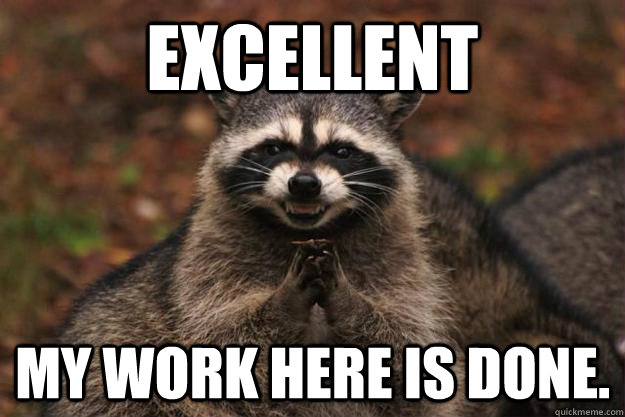 EXCELLENT
MY WORK HERE IS DONE.
quickmeme.com